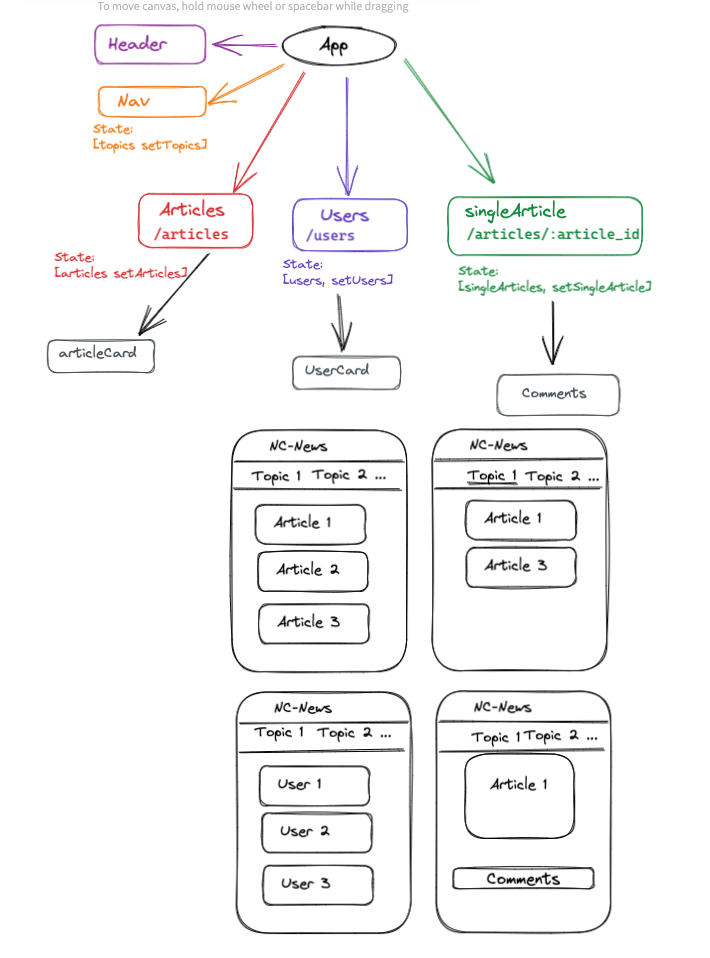 To move canvas, hold mouse wheel or spacebar while dragging
Header
App
Nav
State:
[topics setTopics]
Articles
/articles
Users
/users
singleArticle
/articles/:article_id
State:
[articles setArticles]
State:
[users, setUsers]
State:
[singleArticles, setSingleArticle]
articleCard
UserCard
Comments
NC-News
Topic 1 Topic 2 ...
Article 1
Article 2
Article 3
NC-News
Topic 1 Topic 2 ...
Article 1
Article 3
NC-News
Topic 1 Topic 2 ...
User 1
User 2
User 3
NC-News
Topic 1 Topic 2 ...
Article 1
Comments